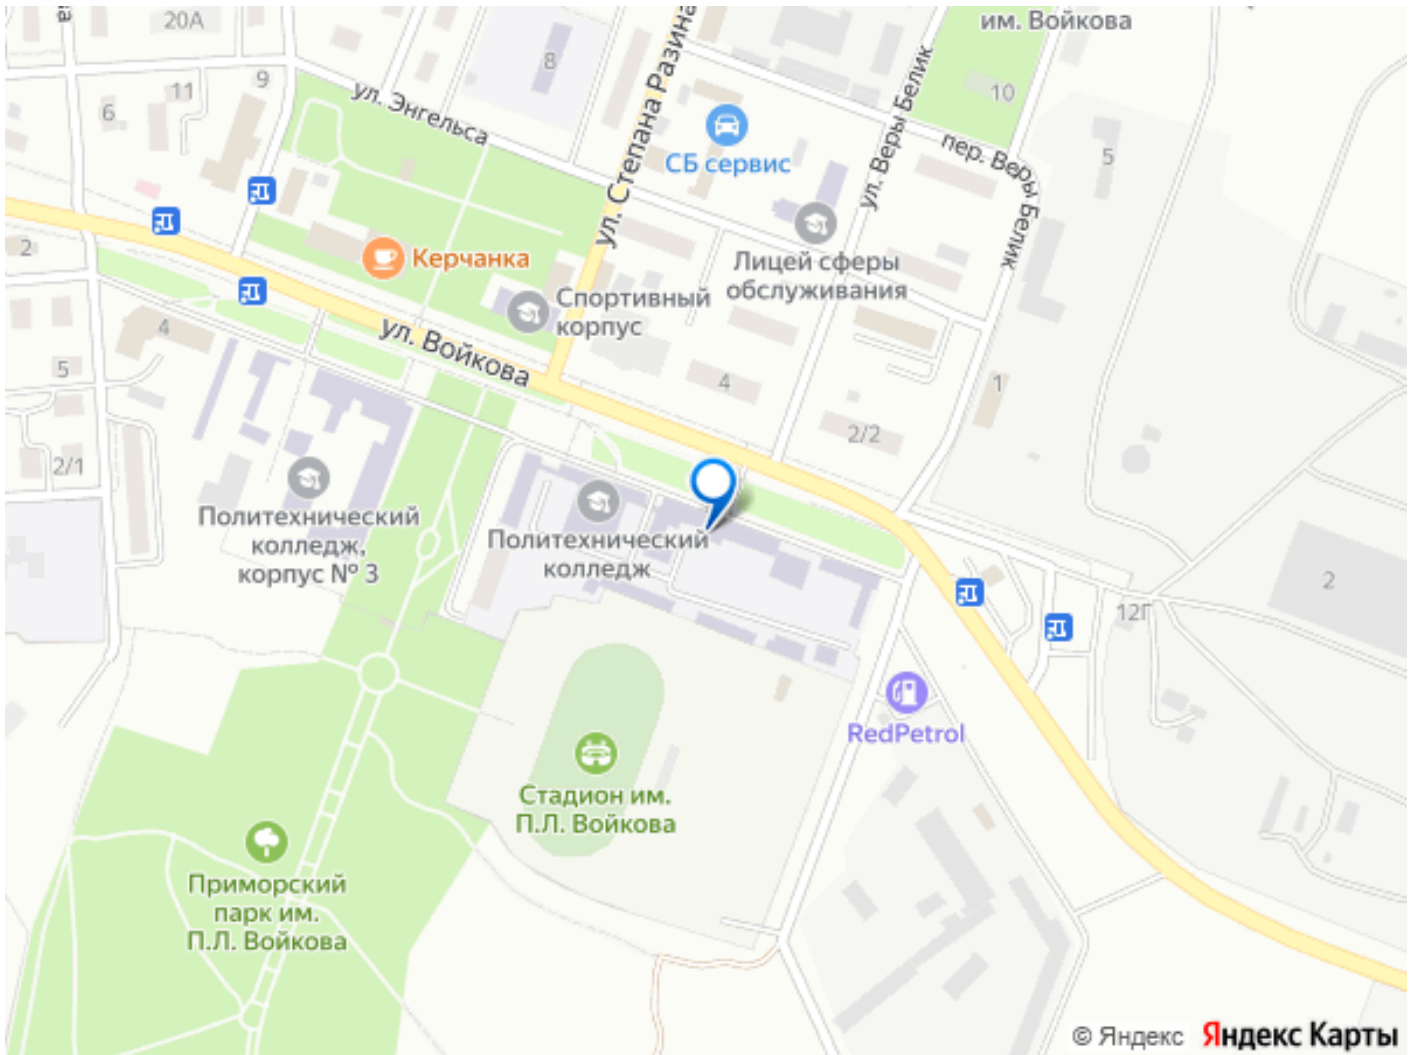 20А
им. Войкова
8
9
11
6
10
ул. Энгельса
ул. Степана Разина
ул. Веры Белик
пер. Веры Белик
5
СБ сервис
2
Керчанка
Лицей сферы
обслуживания
Спортивный
корпус
4
ул. Войкова
5
4
1
2/2
2/1
Политехнический
колледж,
корпус № 3
Политехнический
колледж
2
12Г
RedPetrol
Стадион им.
П.Л. Войкова
Приморский
парк им.
П.Л. Войкова
© Яндекс Яндекс Карты